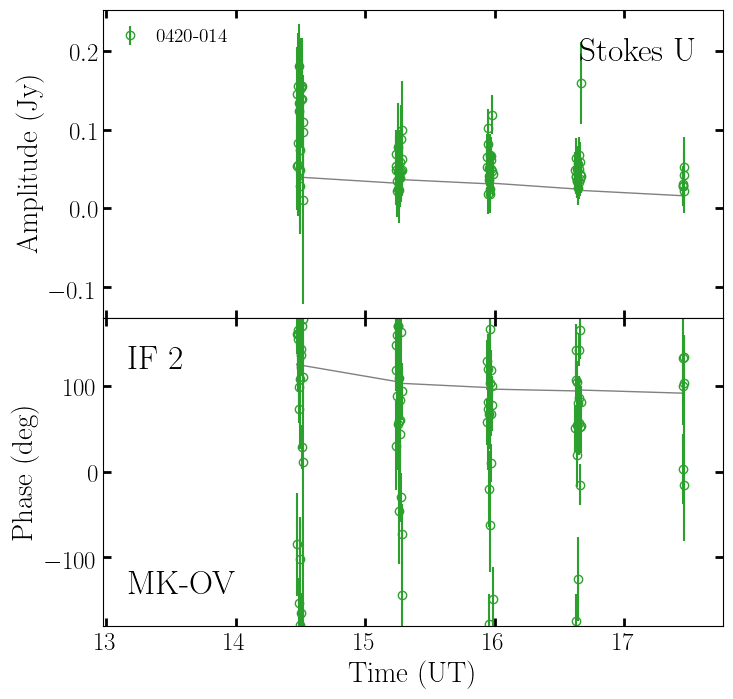 0420-014
Stokes U
0.2
0.1
0.0
−0.1
Amplitude (Jy)
IF 2
100
0
−100
Phase (deg)
MK-OV
13 14 15 16 17
Time (UT)